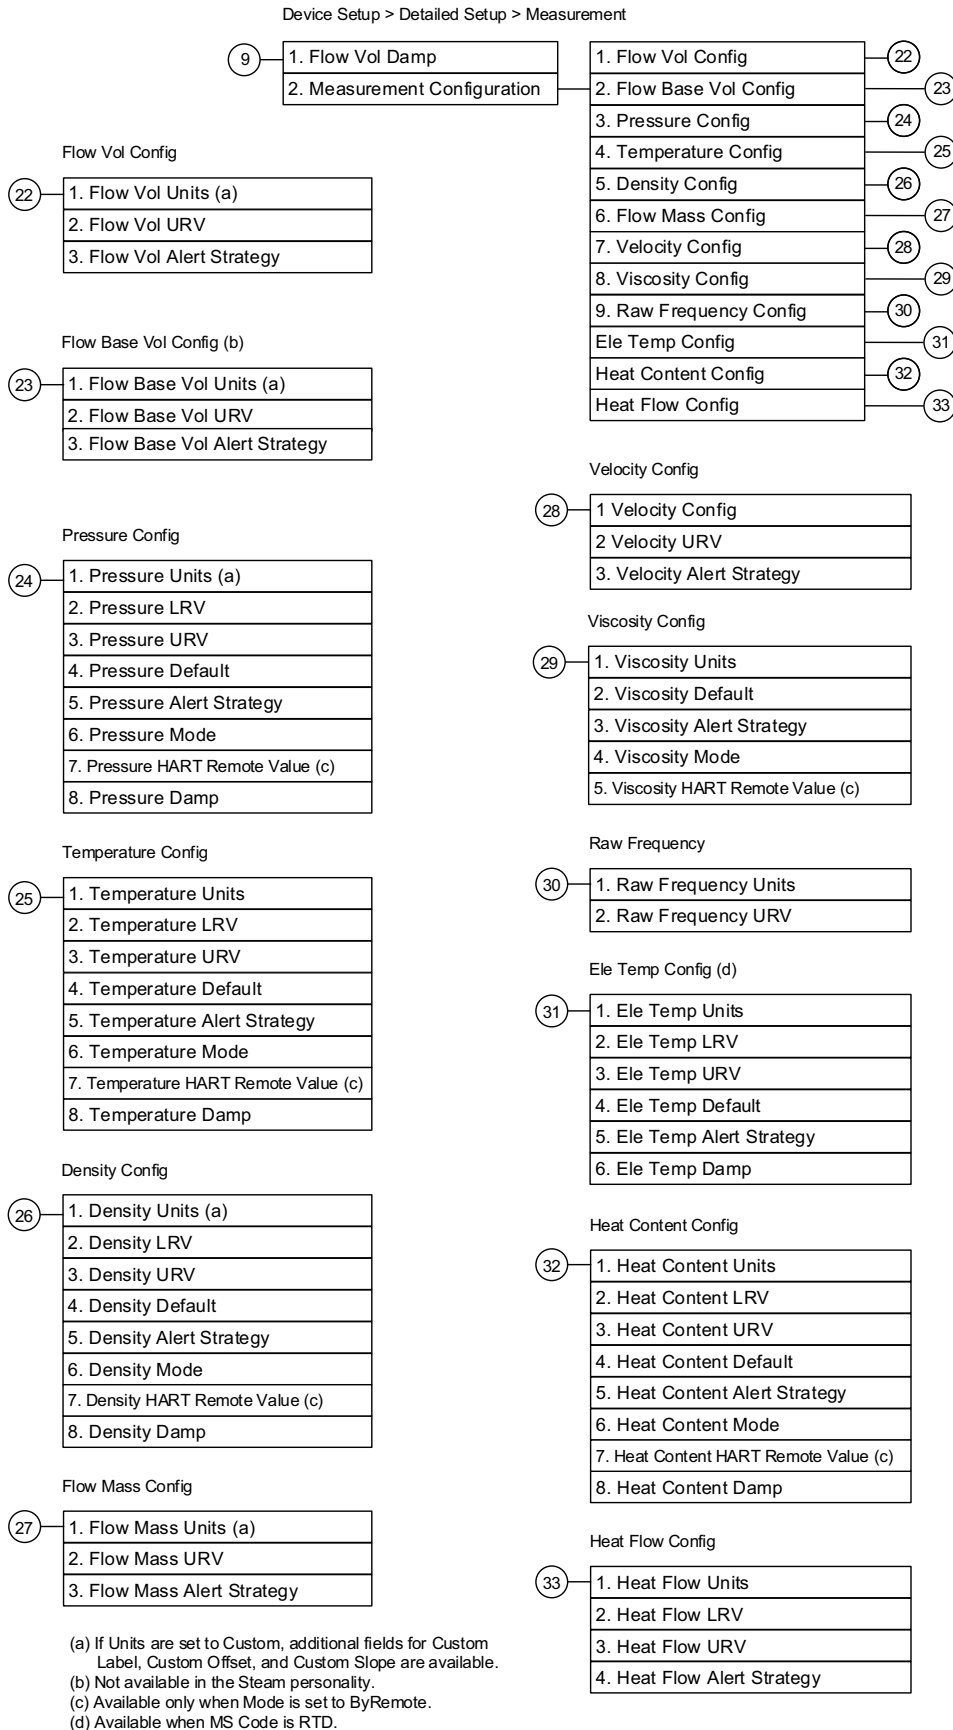 Device Setup > Detailed Setup > Measurement
9
1. Flow Vol Damp
2. Measurement Configuration
1. Flow Vol Config
22
2. Flow Base Vol Config
23
3. Pressure Config
24
4. Temperature Config
25
5. Density Config
26
6. Flow Mass Config
27
7. Velocity Config
28
8. Viscosity Config
29
9. Raw Frequency Config
30
Ele Temp Config
31
Heat Content Config
32
Heat Flow Config
33
Flow Vol Config
22
1. Flow Vol Units (a)
2. Flow Vol URV
3. Flow Vol Alert Strategy
Flow Base Vol Config (b)
23
1. Flow Base Vol Units (a)
2. Flow Base Vol URV
3. Flow Base Vol Alert Strategy
Pressure Config
24
1. Pressure Units (a)
2. Pressure LRV
3. Pressure URV
4. Pressure Default
5. Pressure Alert Strategy
6. Pressure Mode
7. Pressure HART Remote Value (c)
8. Pressure Damp
Temperature Config
25
1. Temperature Units
2. Temperature LRV
3. Temperature URV
4. Temperature Default
5. Temperature Alert Strategy
6. Temperature Mode
7. Temperature HART Remote Value (c)
8. Temperature Damp
Density Config
26
1. Density Units (a)
2. Density LRV
3. Density URV
4. Density Default
5. Density Alert Strategy
6. Density Mode
7. Density HART Remote Value (c)
8. Density Damp
Flow Mass Config
27
1. Flow Mass Units (a)
2. Flow Mass URV
3. Flow Mass Alert Strategy
Velocity Config
28
1 Velocity Config
2 Velocity URV
3. Velocity Alert Strategy
Viscosity Config
29
1. Viscosity Units
2. Viscosity Default
3. Viscosity Alert Strategy
4. Viscosity Mode
5. Viscosity HART Remote Value (c)
Raw Frequency
30
1. Raw Frequency Units
2. Raw Frequency URV
Ele Temp Config (d)
31
1. Ele Temp Units
2. Ele Temp LRV
3. Ele Temp URV
4. Ele Temp Default
5. Ele Temp Alert Strategy
6. Ele Temp Damp
Heat Content Config
32
1. Heat Content Units
2. Heat Content LRV
3. Heat Content URV
4. Heat Content Default
5. Heat Content Alert Strategy
6. Heat Content Mode
7. Heat Content HART Remote Value (c)
8. Heat Content Damp
Heat Flow Config
33
1. Heat Flow Units
2. Heat Flow LRV
3. Heat Flow URV
4. Heat Flow Alert Strategy
(a) If Units are set to Custom, additional fields for Custom
Label, Custom Offset, and Custom Slope are available.
(b) Not available in the Steam personality.
(c) Available only when Mode is set to ByRemote.
(d) Available when MS Code is RTD.